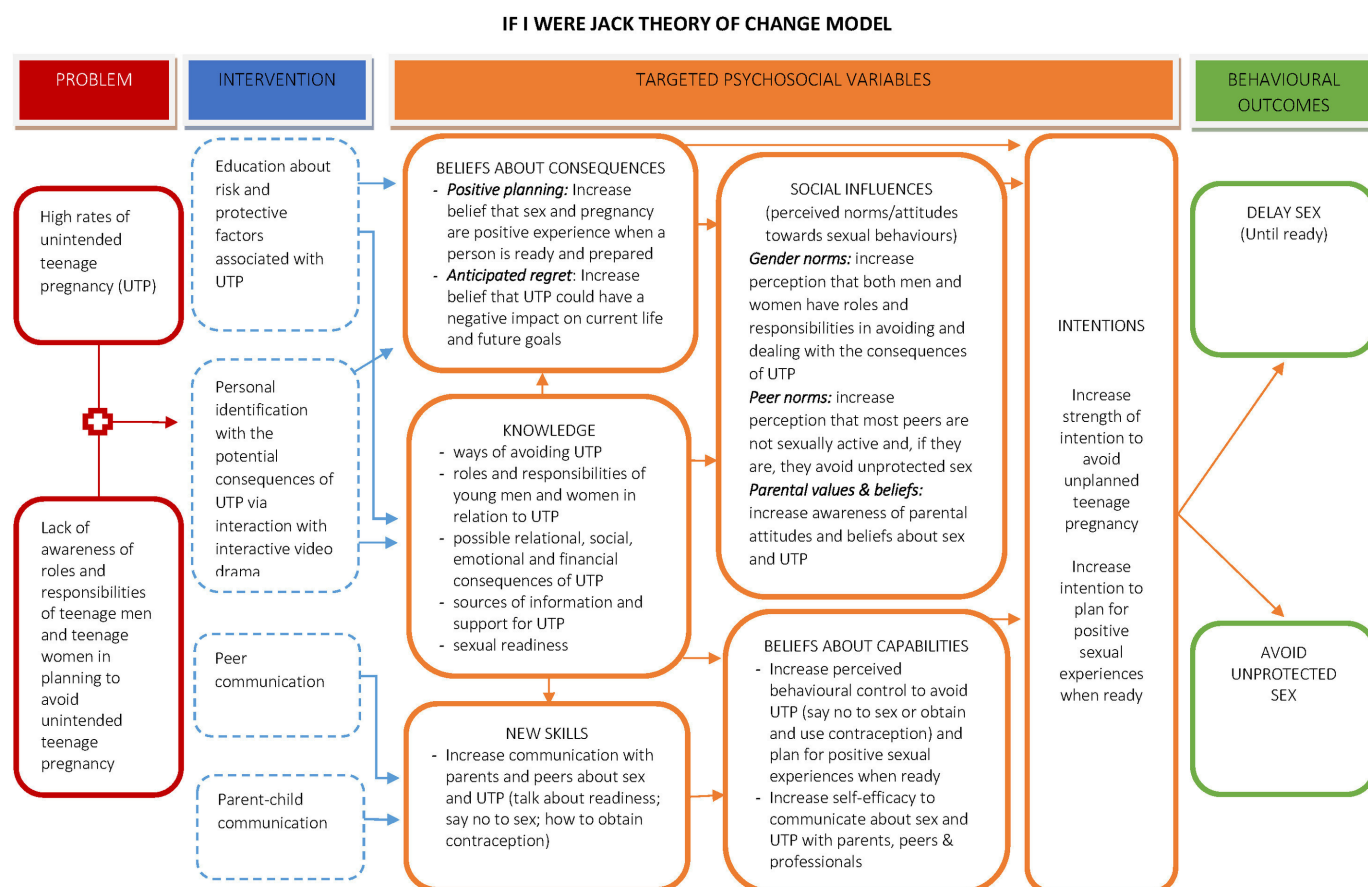 IF I WERE JACK THEORY OF CHANGE MODEL
PROBLEM
INTERVENTION
TARGETED PSYCHOSOCIAL VARIABLES
BEHAVIOURAL
OUTCOMES
High rates of
unintended
teenage
pregnancy (UTP)
Lack of
awareness of
roles and
responsibilities
of teenage men
and teenage
women in
planning to
avoid
unintended
teenage
pregnancy
Education about
risk and
protective
factors
associated with
UTP
Personal
identification
with the
potential
consequences of
UTP via
interaction with
interactive video
drama
Peer
communication
Parent-child
communication
BELIEFS ABOUT CONSEQUENCES
- Positive planning: Increase
belief that sex and pregnancy
are positive experience when a
person is ready and prepared
- Anticipated regret: Increase
belief that UTP could have a
negative impact on current life
and future goals
KNOWLEDGE
- ways of avoiding UTP
- roles and responsibilities of
young men and women in
relation to UTP
- possible relational, social,
emotional and financial
consequences of UTP
- sources of information and
support for UTP
- sexual readiness
NEW SKILLS
- Increase communication with
parents and peers about sex
and UTP (talk about readiness;
say no to sex; how to obtain
contraception)
SOCIAL INFLUENCES
(perceived norms/attitudes
towards sexual behaviours)
Gender norms: increase
perception that both men and
women have roles and
responsibilities in avoiding and
dealing with the consequences
of UTP
Peer norms: increase
perception that most peers are
not sexually active and, if they
are, they avoid unprotected sex
Parental values & beliefs:
increase awareness of parental
attitudes and beliefs about sex
and UTP
BELIEFS ABOUT CAPABILITIES
- Increase perceived
behavioural control to avoid
UTP (say no to sex or obtain
and use contraception) and
plan for positive sexual
experiences when ready
- Increase self-efficacy to
communicate about sex and
UTP with parents, peers &
professionals
INTENTIONS
Increase
strength of
intention to
avoid
unplanned
teenage
pregnancy
Increase
intention to
plan for
positive
sexual
experiences
when ready
DELAY SEX
(Until ready)
AVOID
UNPROTECTED
SEX